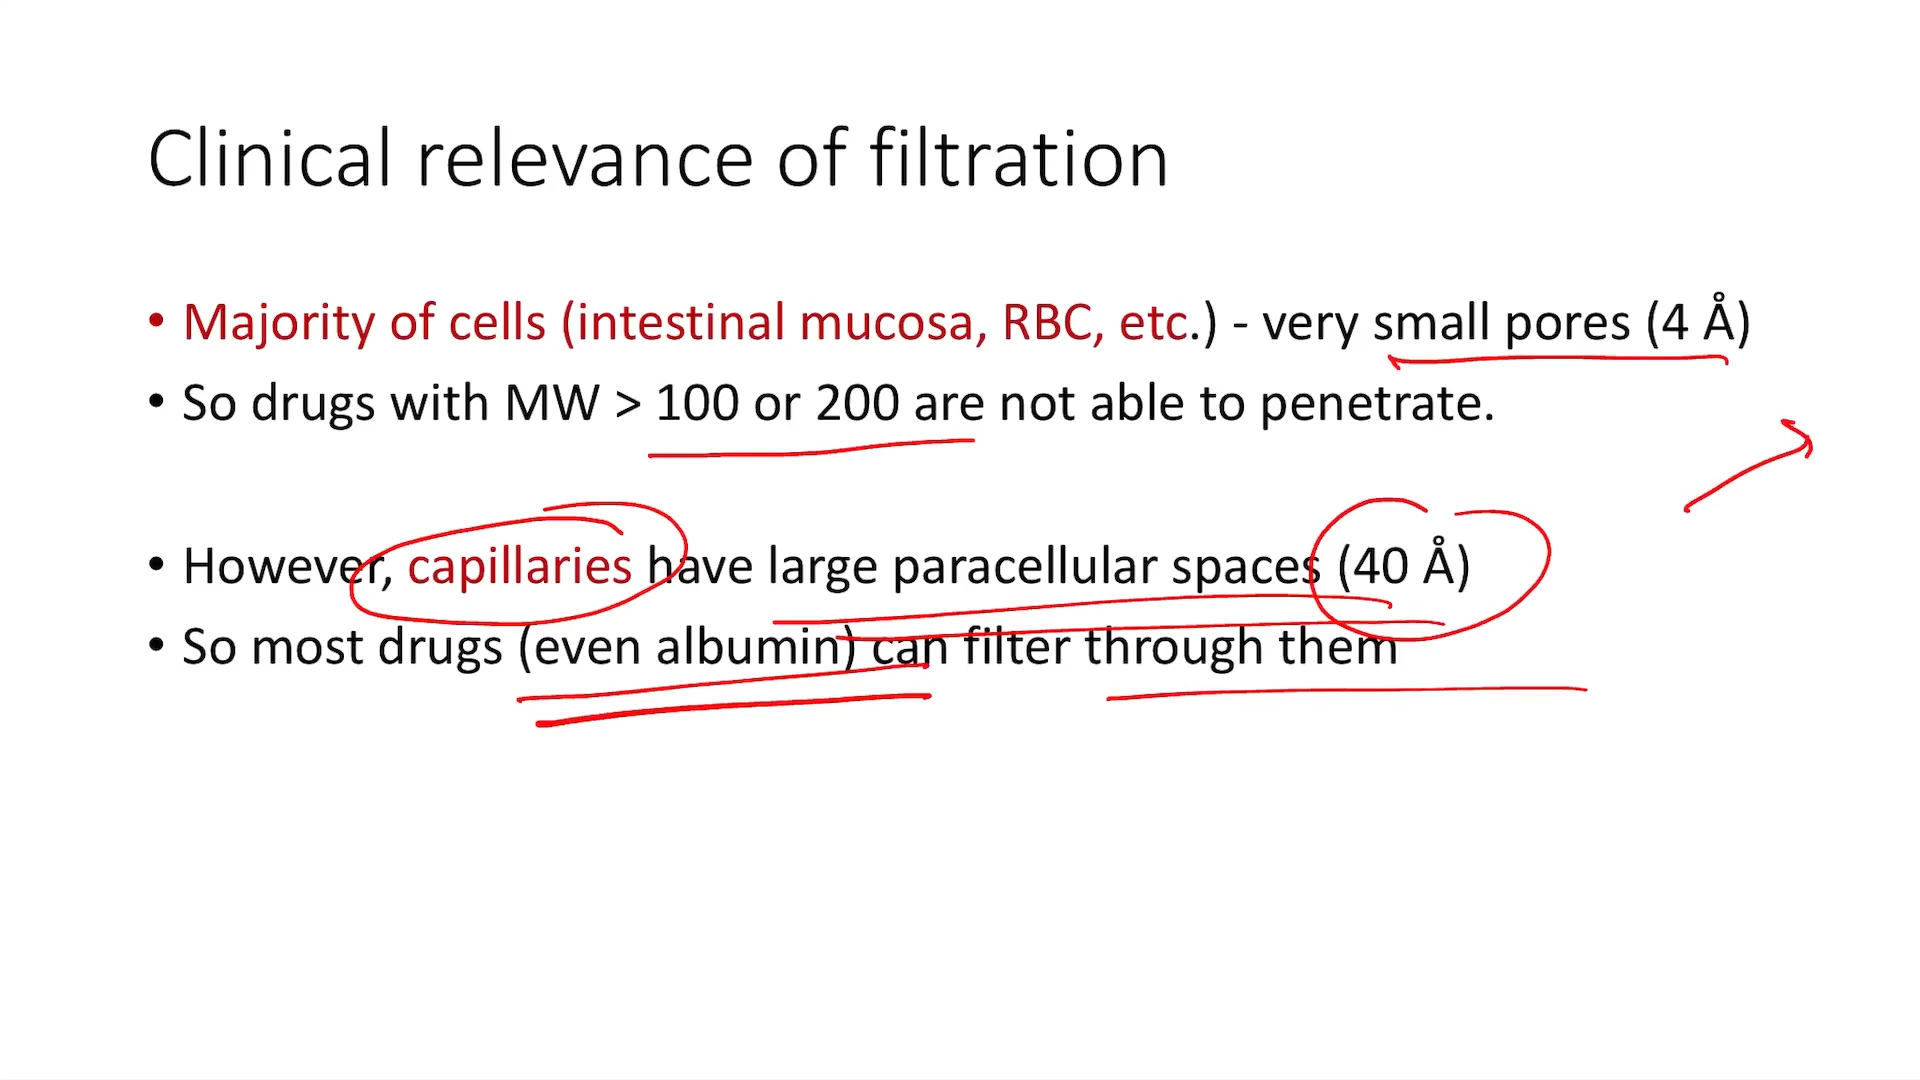 Clinical relevance of filtration
• Majority of cells (intestinal mucosa, RBC, etc.) - very small pores (4 Å)
• So drugs with MW > 100 or 200 are not able to penetrate.
• However, capillaries have large paracellular spaces (40 Å)
• So most drugs (even albumin) can filter through them